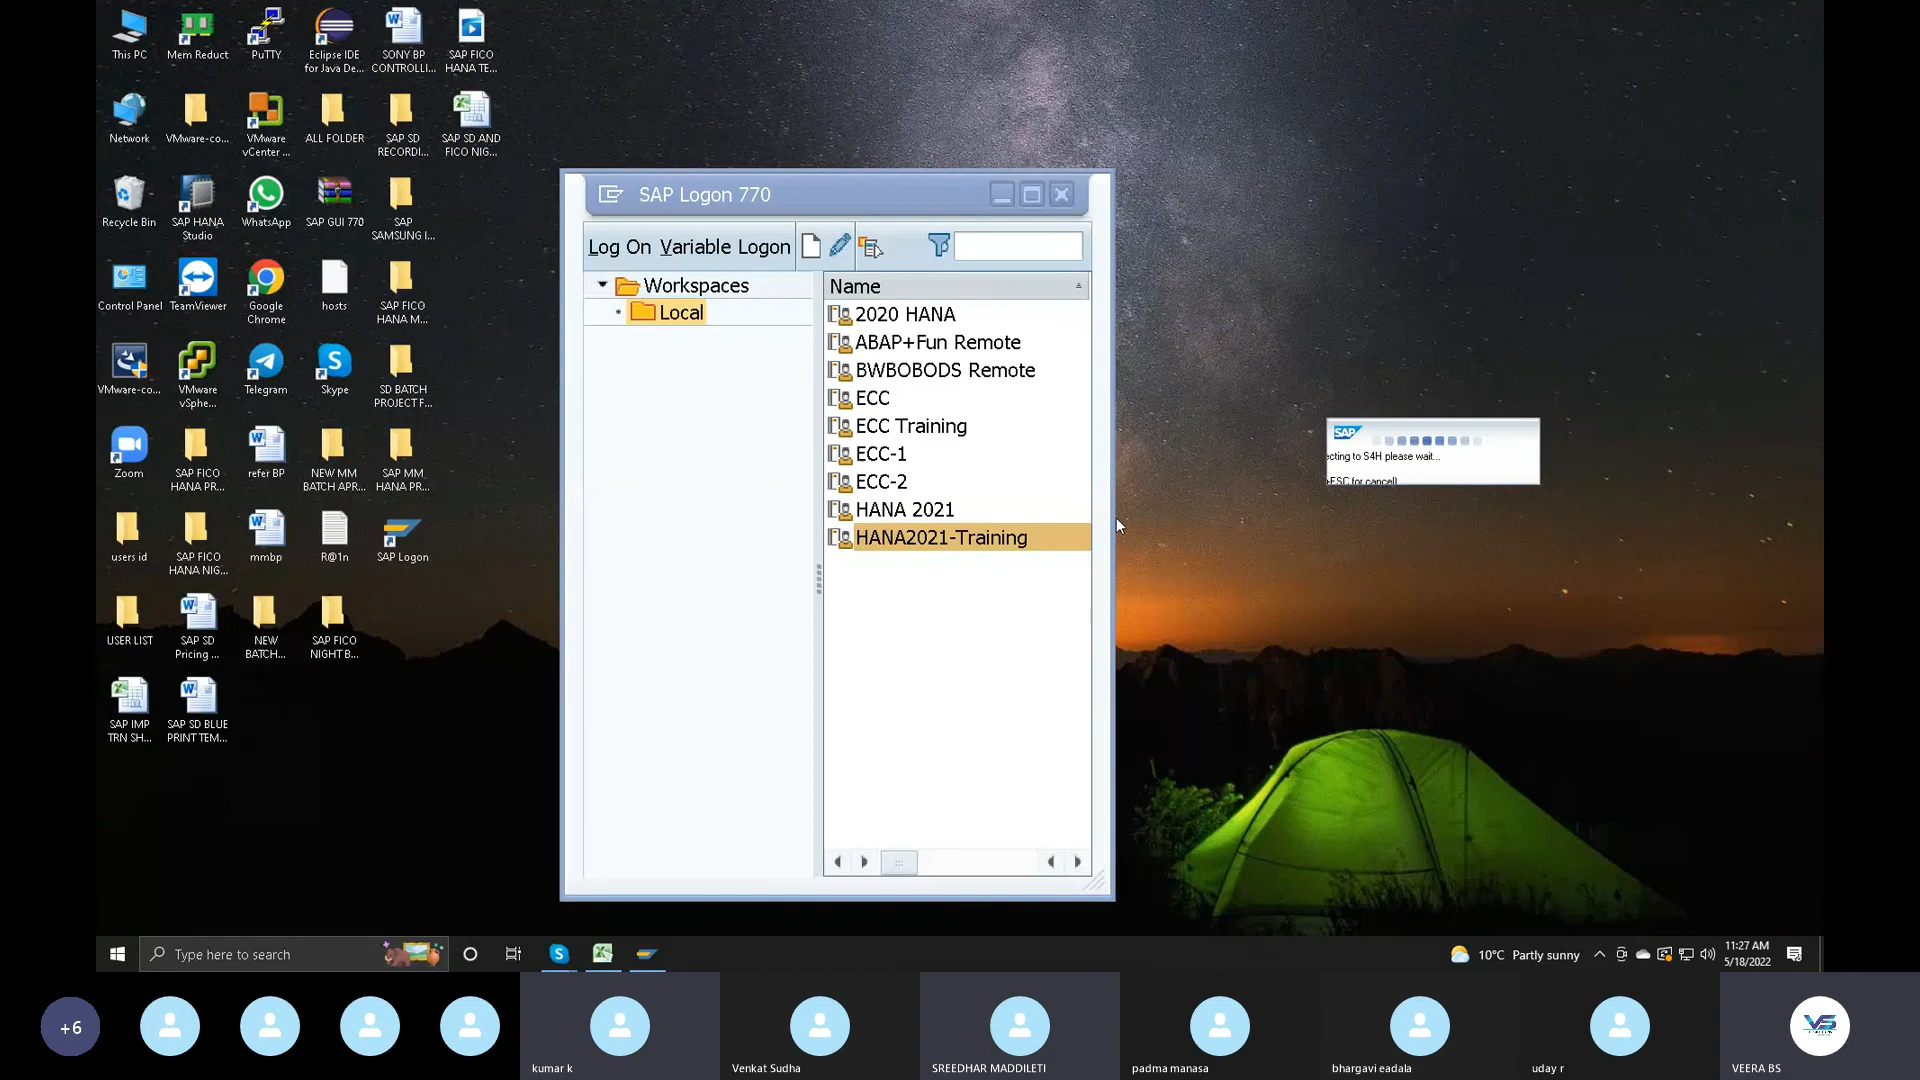 This PC
Mem Reduct
PuTTY
Eclipse IDE
for Java De...
SONY BP
CONTROLLI...
SAP FICO
HANA TE...
Network
VMware-co...
VMware
vCenter ...
ALL FOLDER
SAP SD
RECORDI...
SAP SD AND
FICO NIG...
Recycle Bin
SAP HANA
Studio
WhatsApp
SAP GUI 770
SAP
SAMSUNG I...
Control Panel
TeamViewer
Google
Chrome
hosts
SAP FICO
HANA M...
VMware-co...
VMware
vSphe...
Telegram
Skype
SD BATCH
PROJECT F...
Zoom
SAP FICO
HANA PR...
refer BP
NEW MM
BATCH APR...
SAP MM
HANA PR...
users id
SAP FICO
HANA NIG...
mmbp
R@1n
SAP Logon
USER LIST
SAP SD
Pricing ...
NEW
BATCH...
SAP FICO
NIGHT B...
SAP IMP
TRN SH...
SAP SD BLUE
PRINT TEM...
SAP Logon 770
Log On Variable Logon
Workspaces
Local
Name
2020 HANA
ABAP+Fun Remote
BWBOBODS Remote
ECC
ECC Training
ECC-1
ECC-2
HANA 2021
HANA2021-Training
SAP
ecting to S4H please wait...
ESC for cancel)
Type here to search
10°C Partly sunny
11:27 AM
5/18/2022
+6
kumar k
Venkat Sudha
SREEDHAR MADDILETI
padma manasa
bhargavi eadala
uday r
VS
VEERA BS